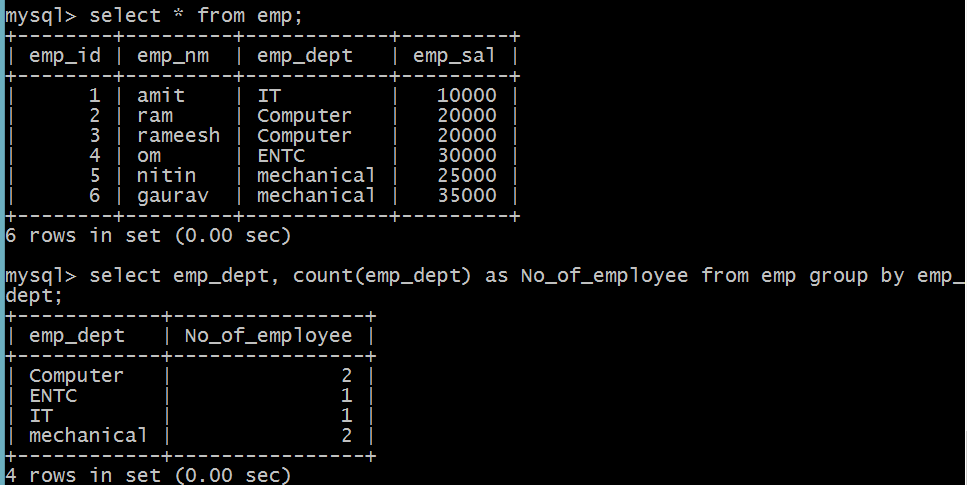 mysql> select * from emp;
+--------+---------+------------+---------+
| emp_id | emp_nm  | emp_dept   | emp_sal |
+--------+---------+------------+---------+
|      1 | amit    | IT         |   10000 |
|      2 | ram     | Computer   |   20000 |
|      3 | rameesh | Computer   |   20000 |
|      4 | om      | ENTC       |   30000 |
|      5 | nitin   | mechanical |   25000 |
|      6 | gaurav  | mechanical |   35000 |
+--------+---------+------------+---------+
6 rows in set (0.00 sec)

mysql> select emp_dept, count(emp_dept) as No_of_employee from emp group by emp_
dept;
+------------+----------------+
| emp_dept   | No_of_employee |
+------------+----------------+
| Computer   |              2 |
| ENTC       |              1 |
| IT         |              1 |
| mechanical |              2 |
+------------+----------------+
4 rows in set (0.00 sec)